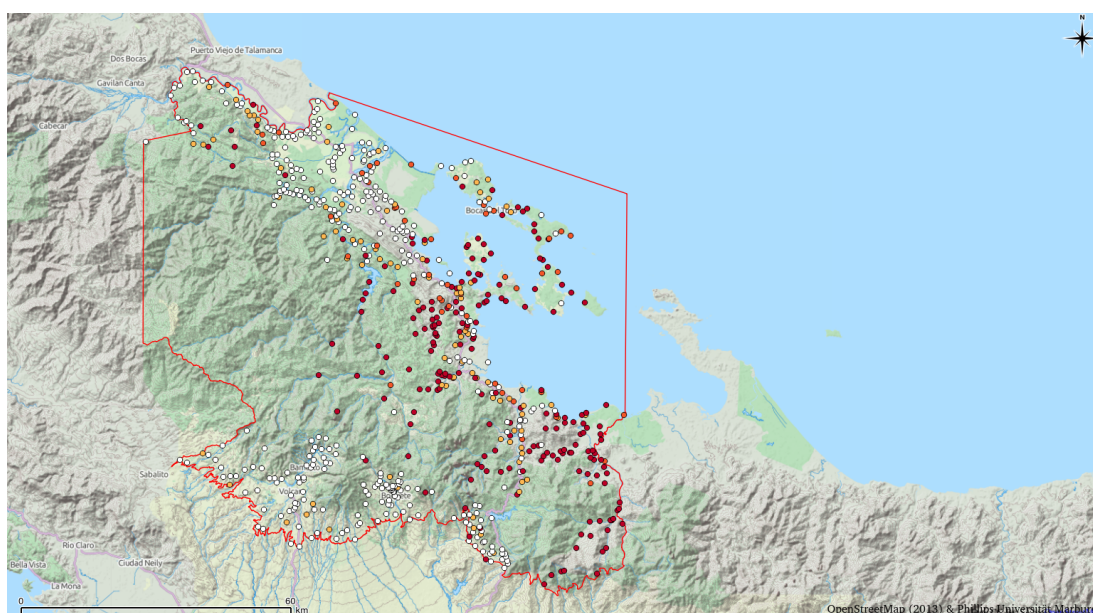 N
Puerto Viejo de Talamanca
Dos Bocas
Gavilan Canta
Cabecar
Sabalito
Rio Claro
Bella Vista
Ciudad Neily
La Mona
0
60
km
OpenStreetMap (2013) & Phillips Universität Marburg